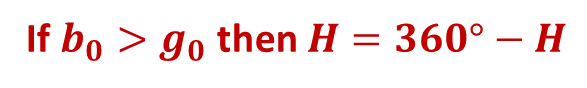 If b₀ > g₀ then H = 360° − H